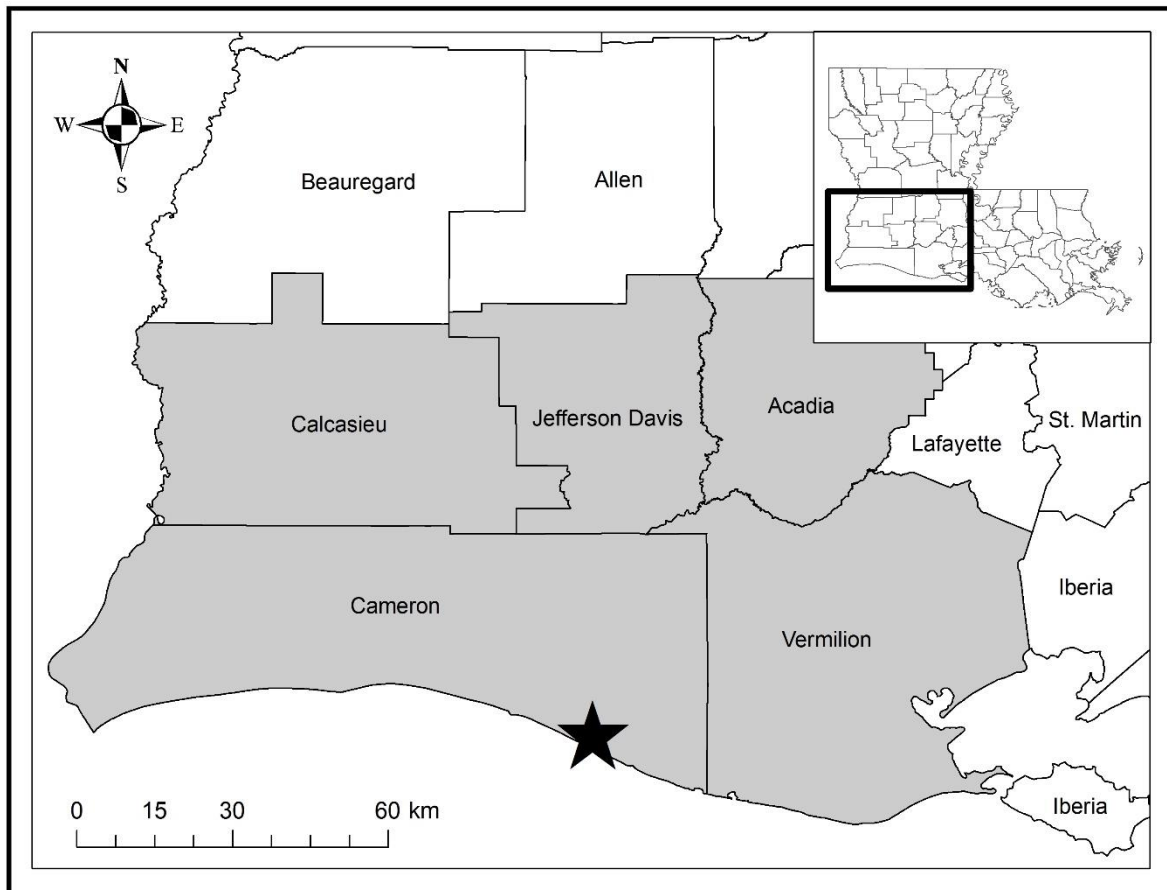 N
W E
S
Beauregard
Allen
Calcasieu
Jefferson Davis
Acadia
Lafayette
St. Martin
Cameron
Vermilion
Iberia
Iberia
0 15 30 60 km